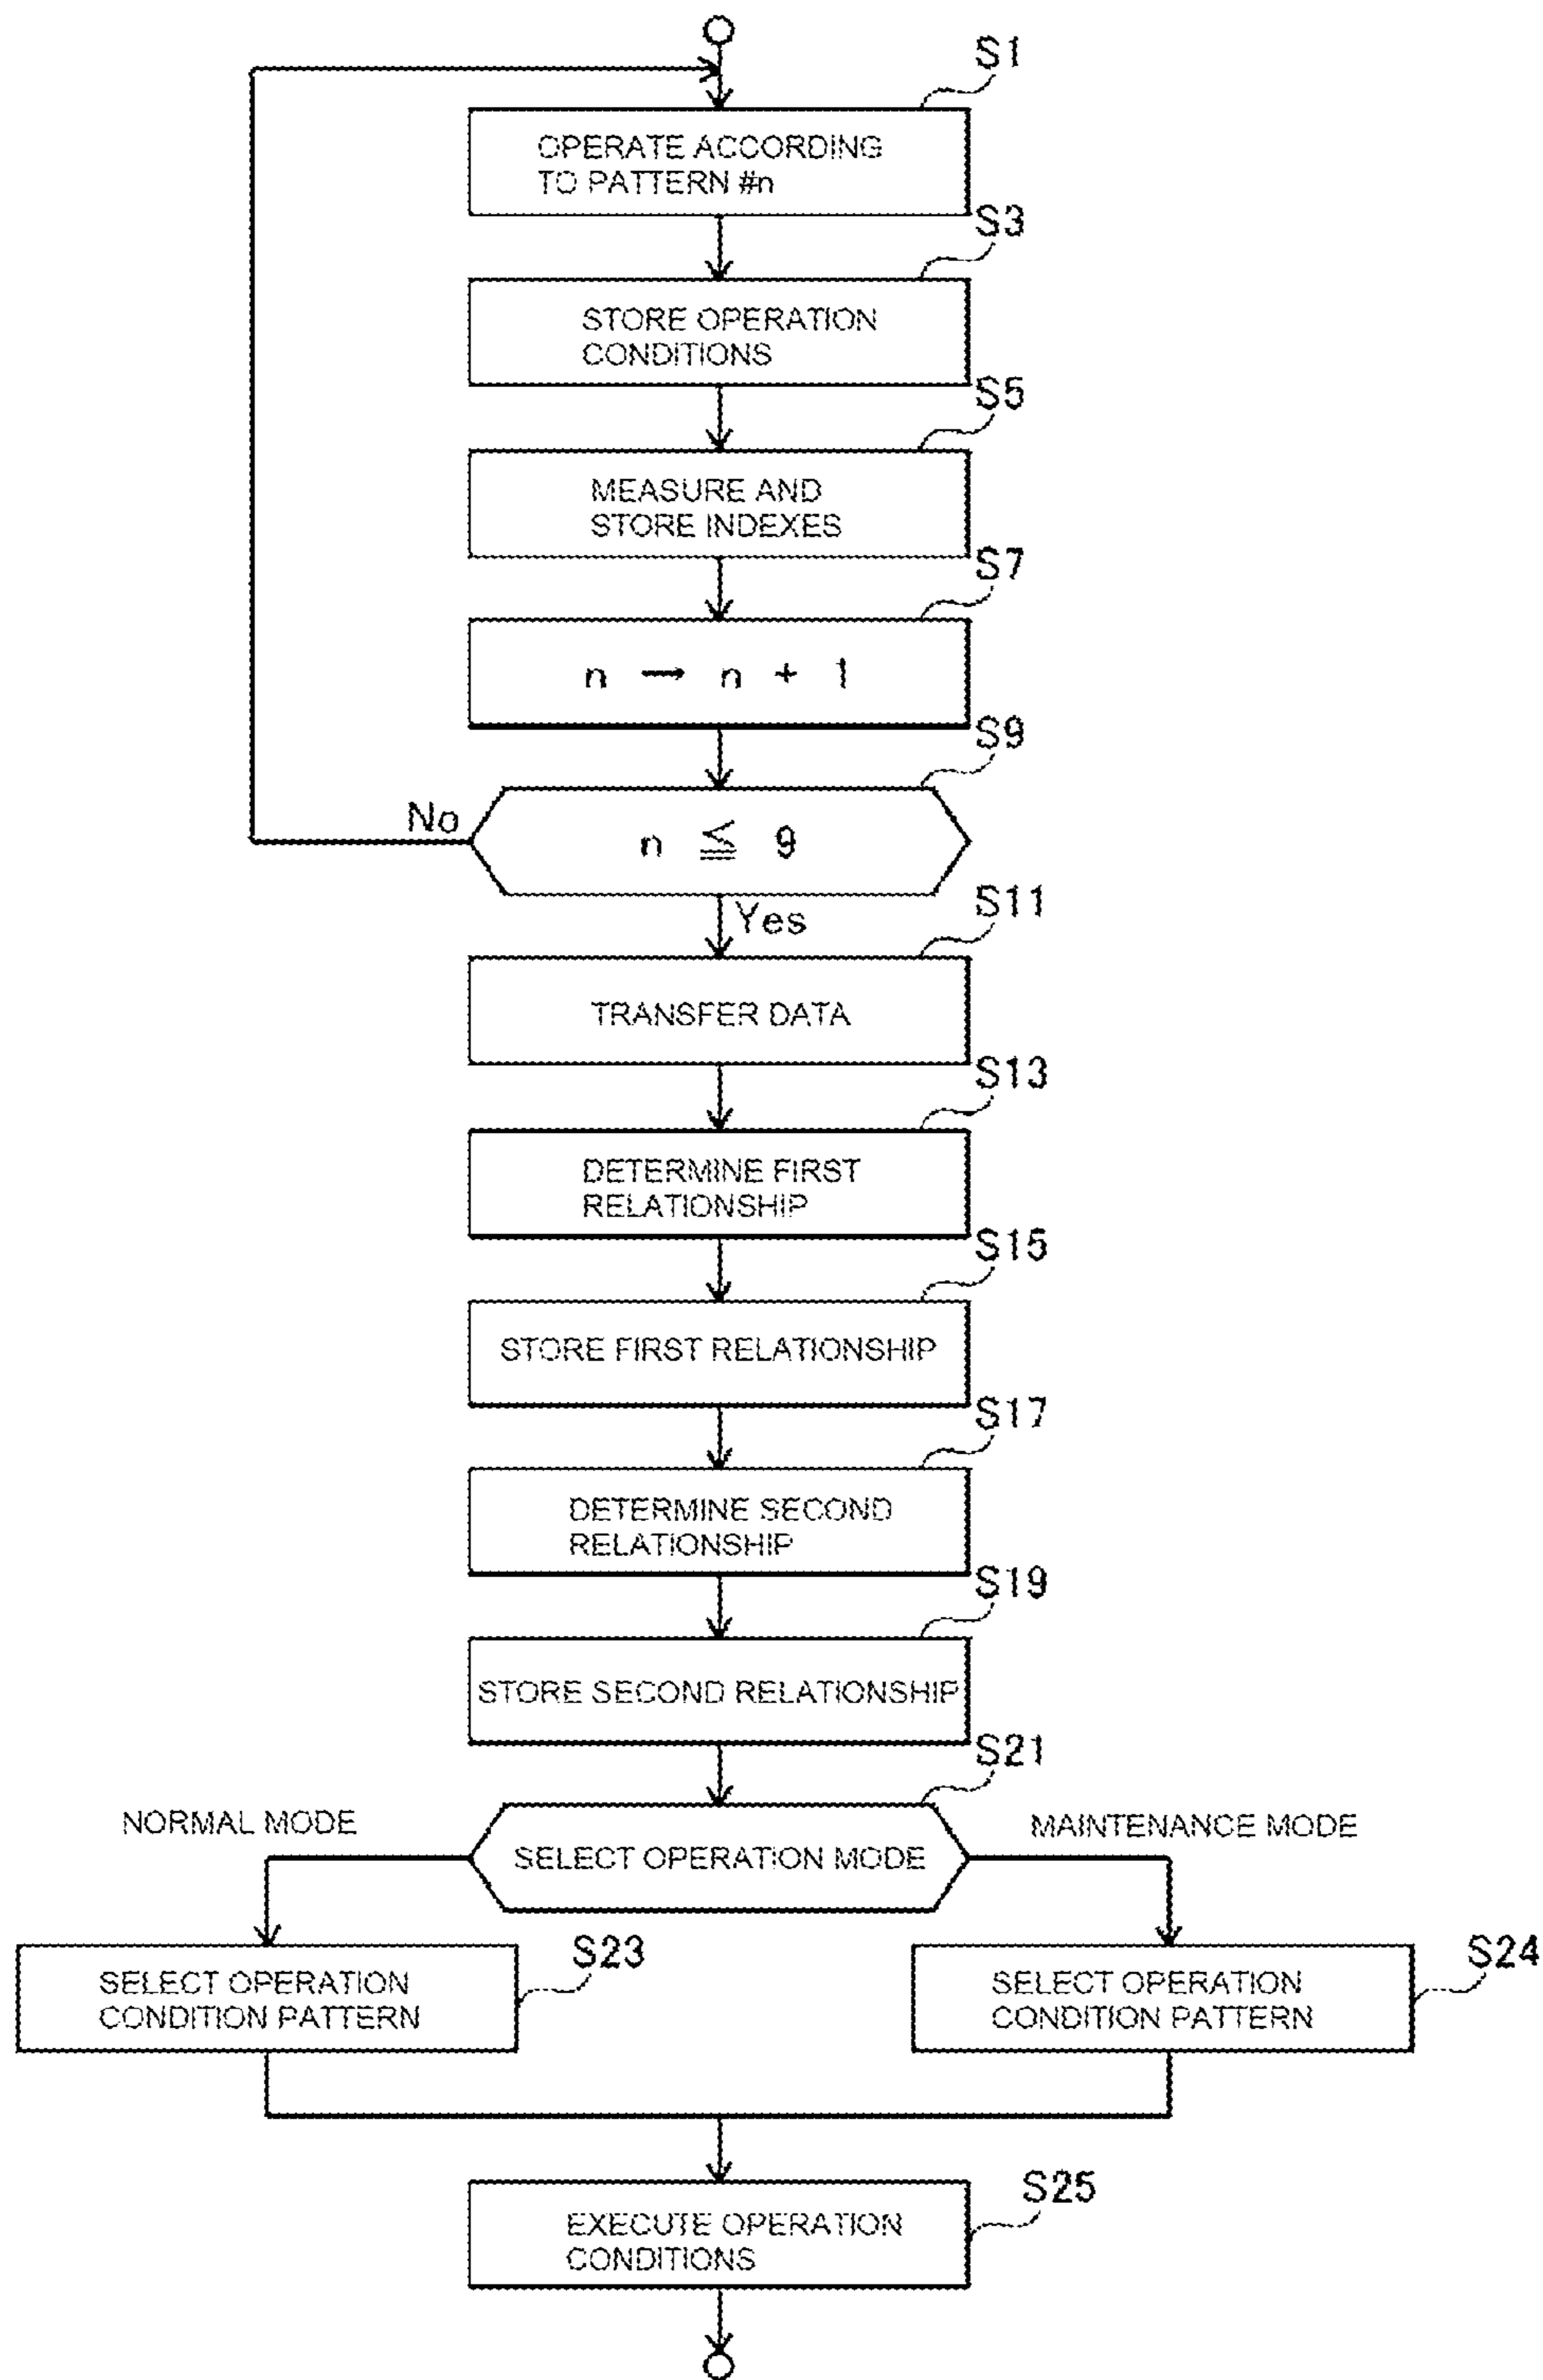 S1
OPERATE ACCORDING
TO PATTERN #n
S3
STORE OPERATION
CONDITIONS
S5
MEASURE AND
STORE INDEXES
S7
n → n + 1
S9
No
n ≦ 9
Yes
S11
TRANSFER DATA
S13
DETERMINE FIRST
RELATIONSHIP
S15
STORE FIRST RELATIONSHIP
S17
DETERMINE SECOND
RELATIONSHIP
S19
STORE SECOND RELATIONSHIP
S21
NORMAL MODE
SELECT OPERATION MODE
MAINTENANCE MODE
S23
SELECT OPERATION
CONDITION PATTERN
S24
SELECT OPERATION
CONDITION PATTERN
S25
EXECUTE OPERATION
CONDITIONS